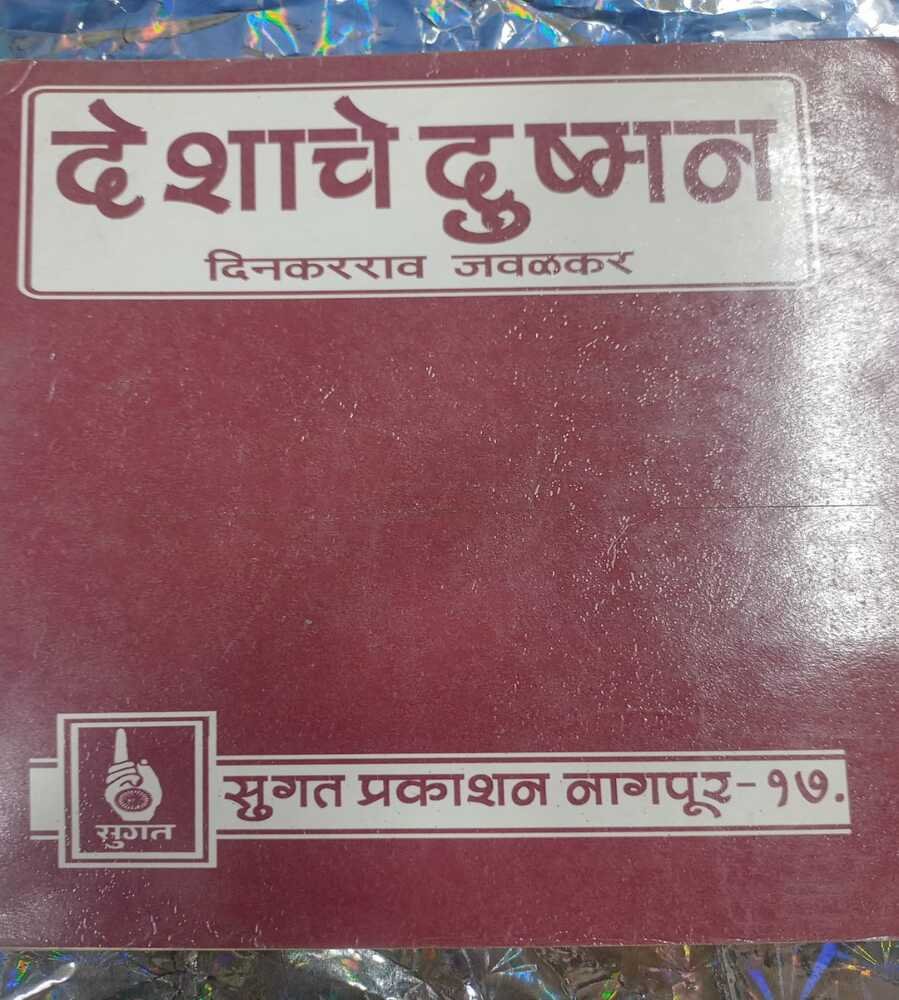 देशाचे दुष्मन
दिनकरराव जवळकर
सुगत प्रकाशन नागपूर-१७.
सुगत